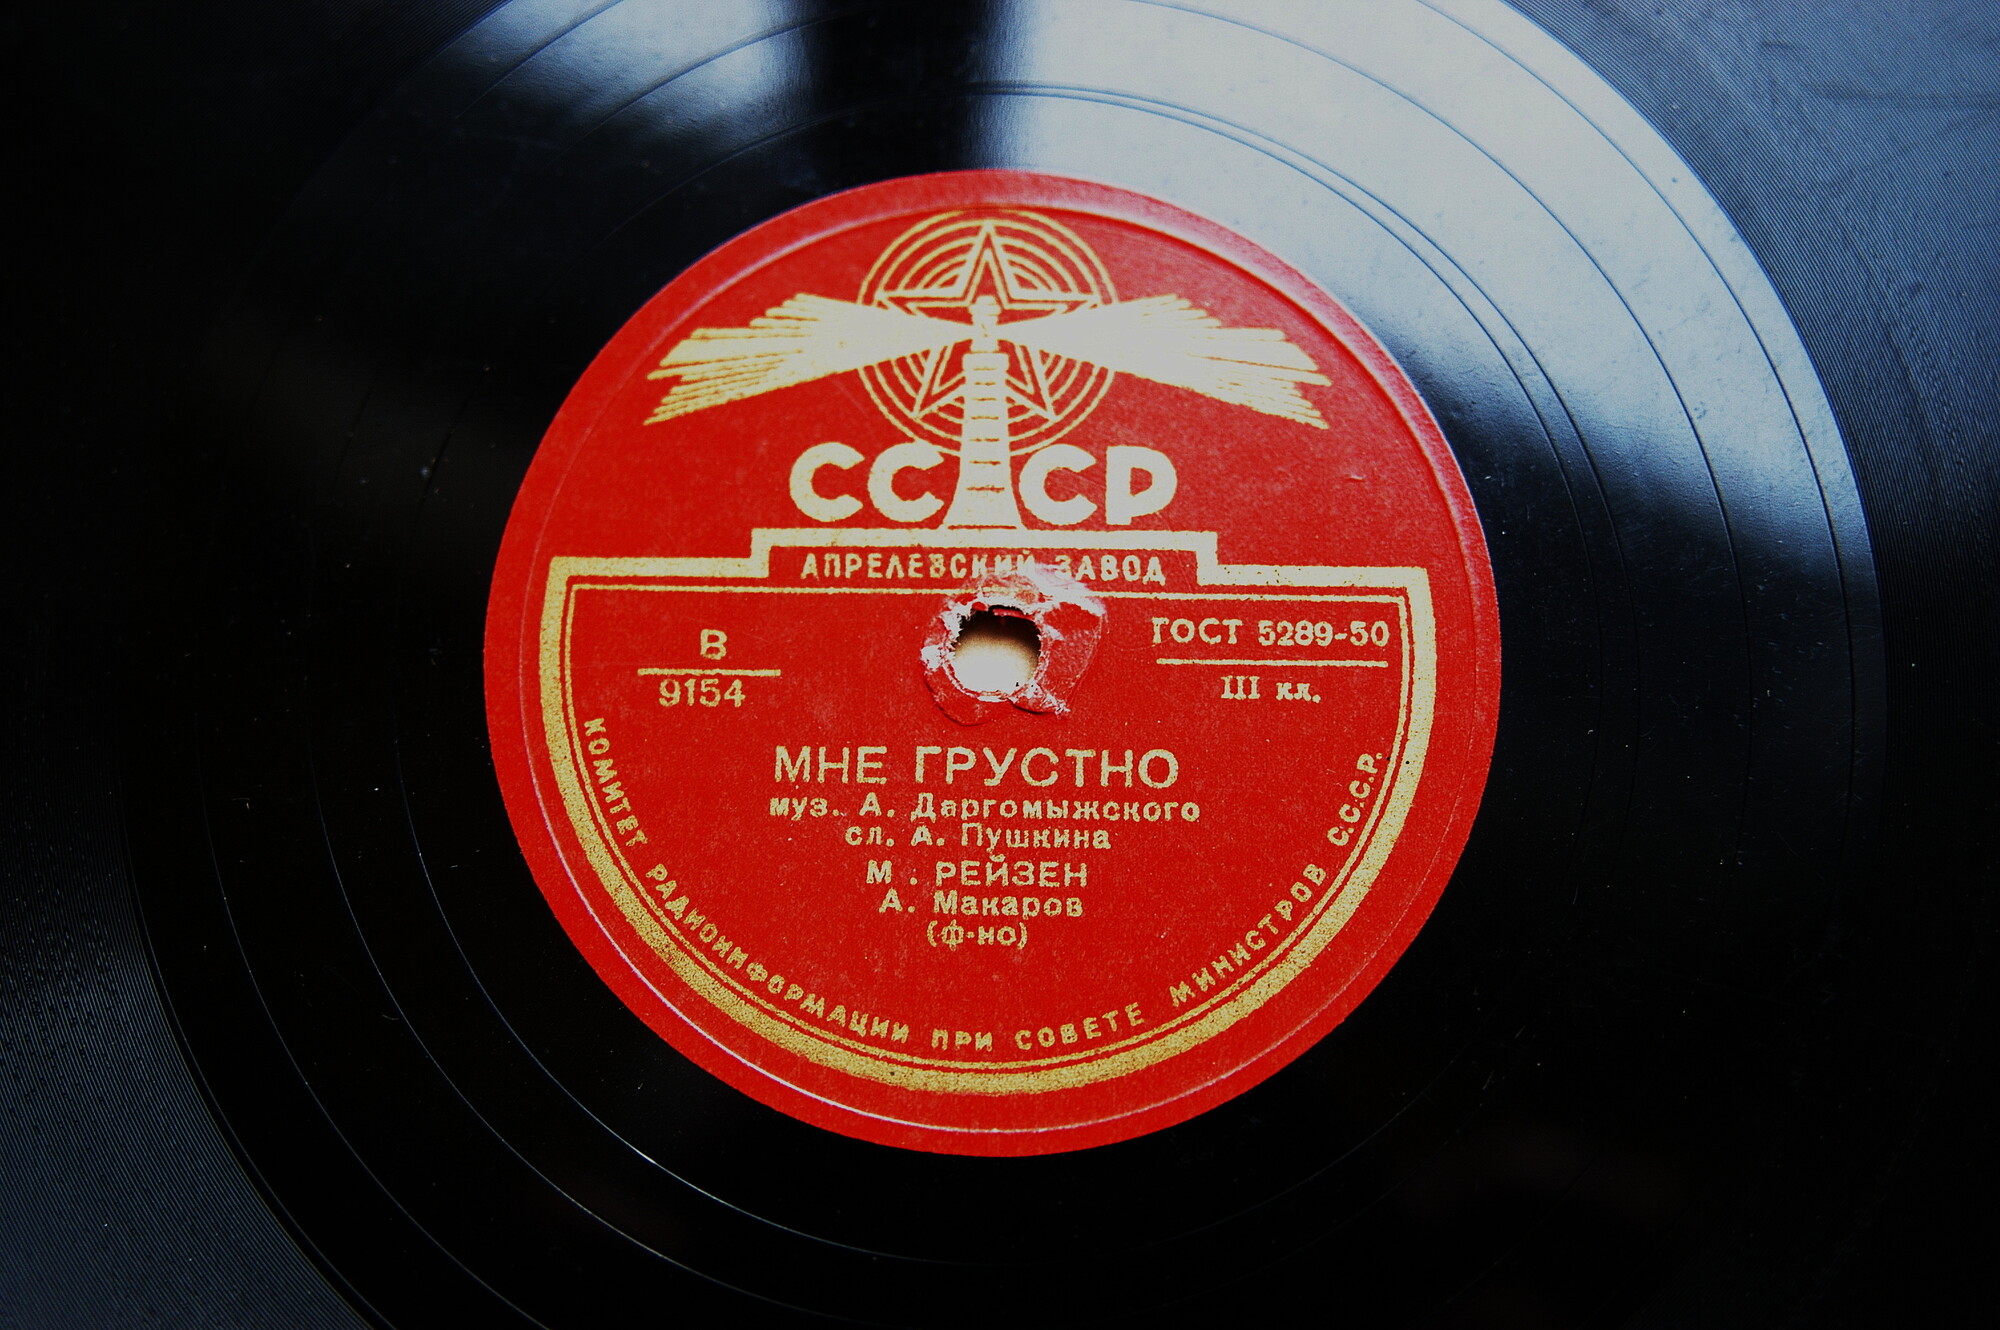 СССР
АПРЕЛЕВСКИЙ ЗАВОД
В
9154
ГОСТ 5289-50
III кл.
МНЕ ГРУСТНО
муз. А. Даргомыжского
сл. А. Пушкина
М. РЕЙЗЕН
А. Макаров
(ф-но)
КОМИТЕТ РАДИОИНФОРМАЦИИ ПРИ СОВЕТЕ МИНИСТРОВ С.С.С.Р.